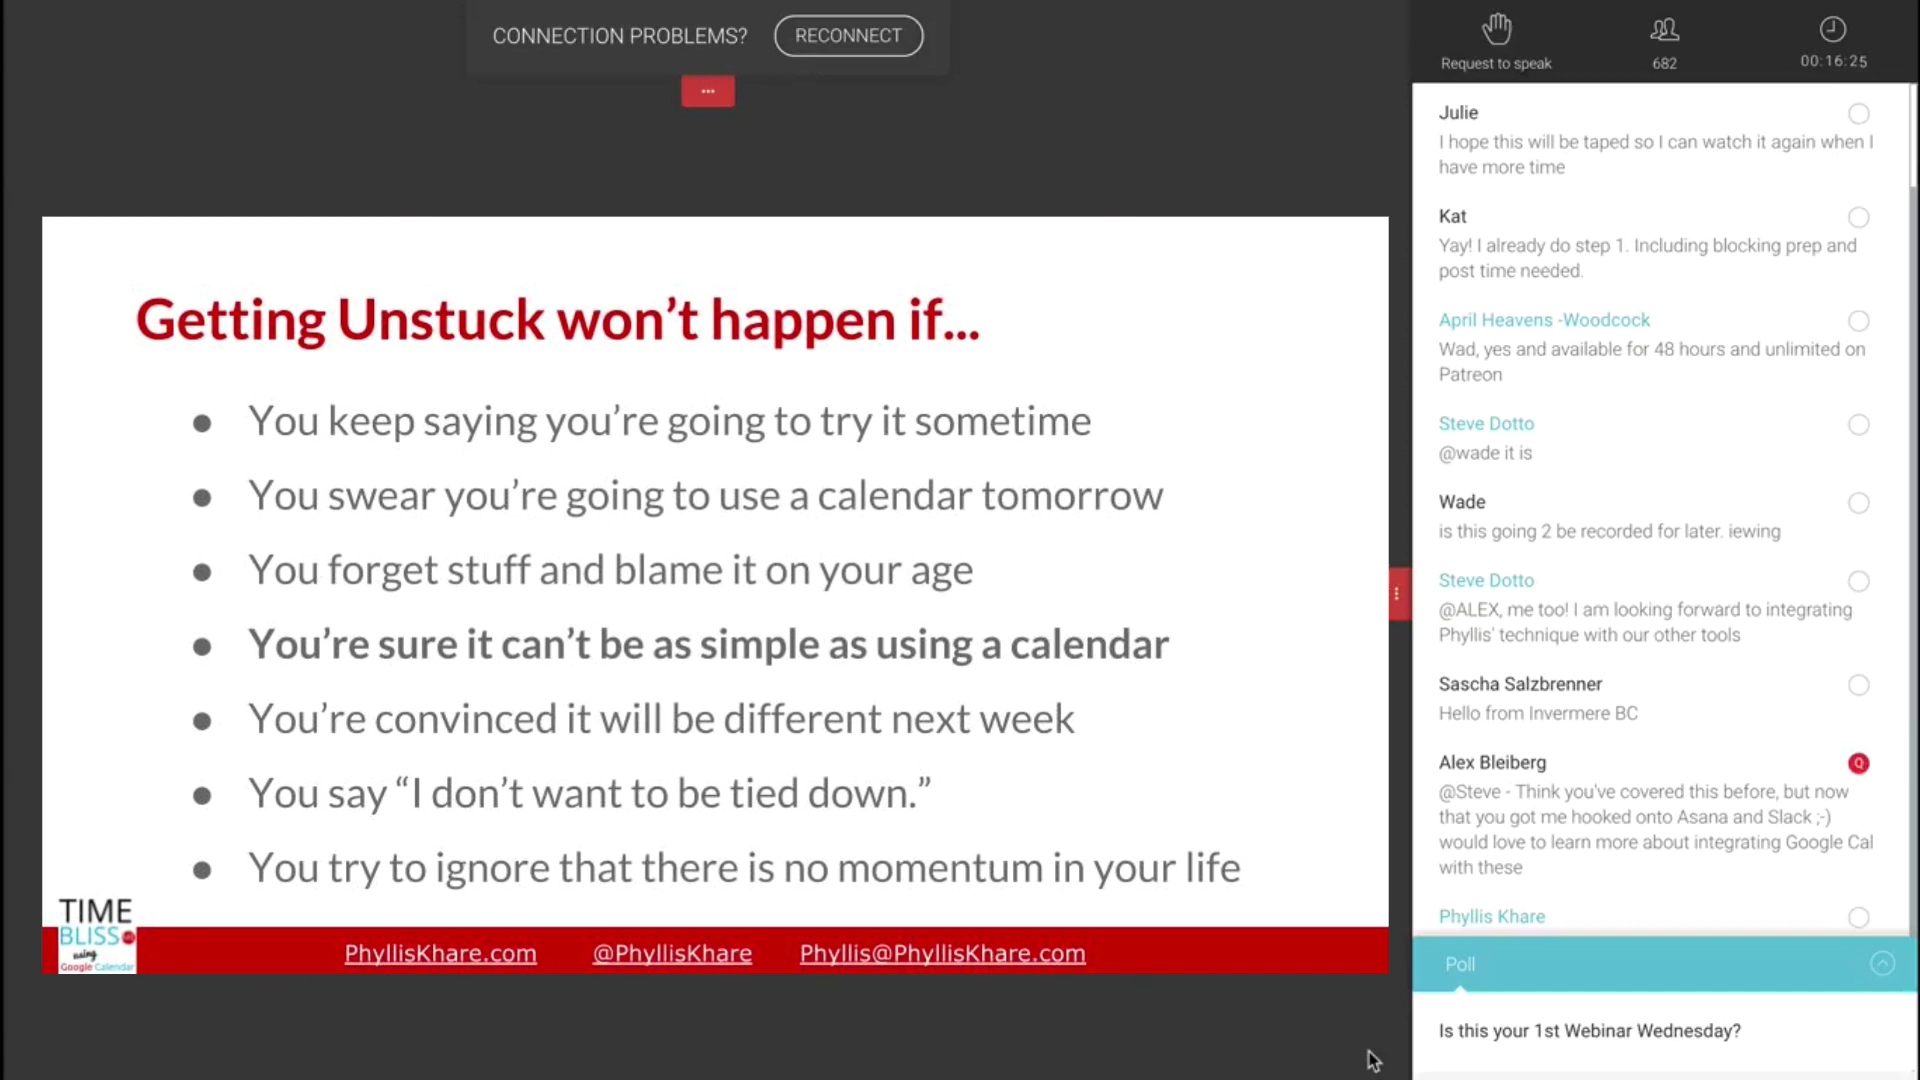 CONNECTION PROBLEMS?
RECONNECT
Request to speak
682
00:16:25
Getting Unstuck won’t happen if...
● You keep saying you’re going to try it sometime
● You swear you’re going to use a calendar tomorrow
● You forget stuff and blame it on your age
● You’re sure it can’t be as simple as using a calendar
● You’re convinced it will be different next week
● You say “I don’t want to be tied down.”
● You try to ignore that there is no momentum in your life
TIME
BLISS
using
Google Calendar
PhyllisKhare.com
@PhyllisKhare
Phyllis@PhyllisKhare.com
Julie
I hope this will be taped so I can watch it again when I
have more time
Kat
Yay! I already do step 1. Including blocking prep and
post time needed.
April Heavens -Woodcock
Wad, yes and available for 48 hours and unlimited on
Patreon
Steve Dotto
@wade it is
Wade
is this going 2 be recorded for later. iewing
Steve Dotto
@ALEX, me too! I am looking forward to integrating
Phyllis' technique with our other tools
Sascha Salzbrenner
Hello from Invermere BC
Alex Bleiberg
Q
@Steve - Think you've covered this before, but now
that you got me hooked onto Asana and Slack ;-)
would love to learn more about integrating Google Cal
with these
Phyllis Khare
Poll
Is this your 1st Webinar Wednesday?